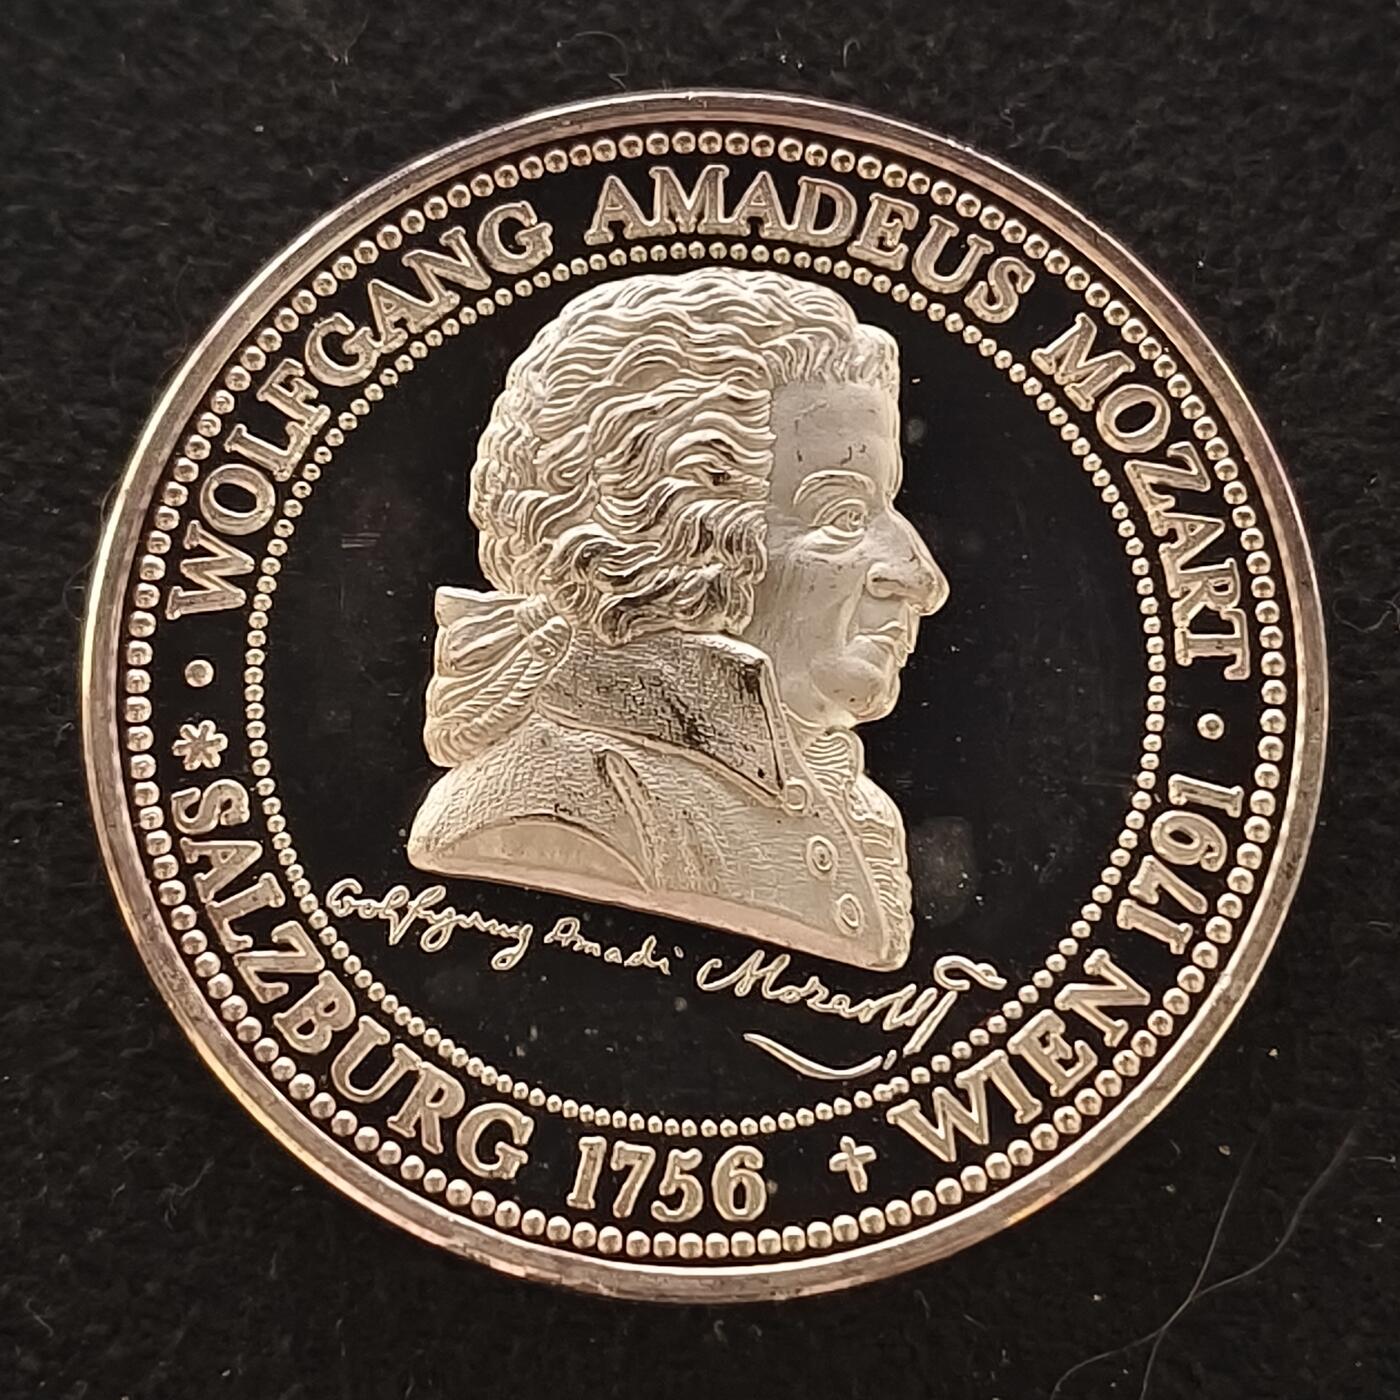 · WOLFGANG AMADEUS MOZART ·
* SALZBURG 1756 † WIEN 1791
Wolfgang Amadè Mozart